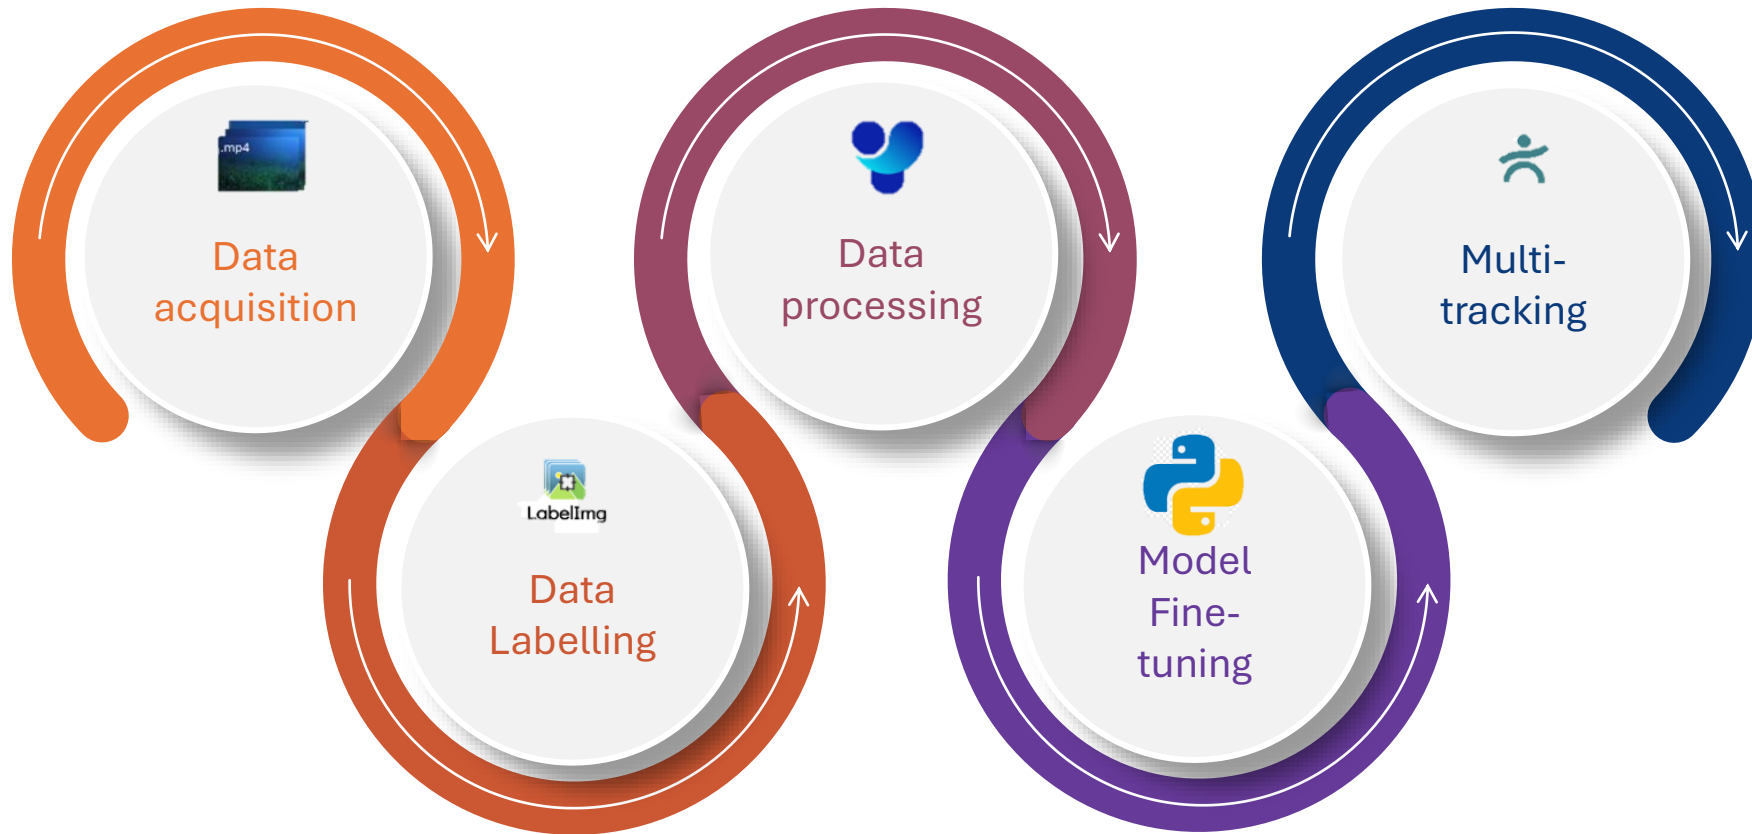 .mp4
Data
acquisition
LabelImg
Data
Labelling
Data
processing
Model
Fine-
tuning
Multi-
tracking